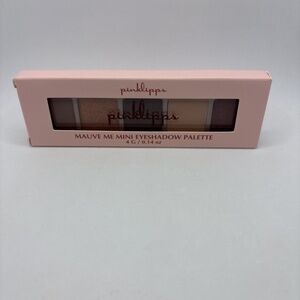 pinklipps
pinklipps
MAUVE ME MINI EYESHADOW PALETTE
4 G / 0.14 oz